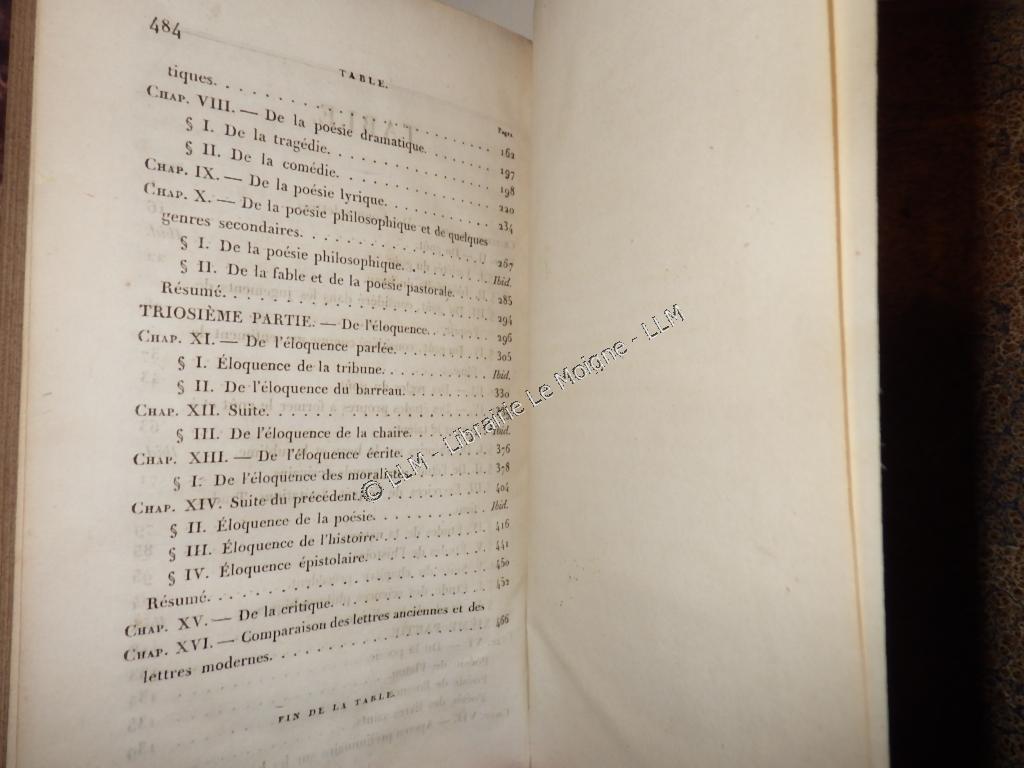 484
TABLE.
Pages.
tiques. 162
CHAP. VIII. — De la poésie dramatique. 197
§ I. De la tragédie. 198
§ II. De la comédie. 220
CHAP. IX. — De la poésie lyrique. 234
CHAP. X. — De la poésie philosophique et de quelques
genres secondaires. 267
§ I. De la poésie philosophique. Ibid.
§ II. De la fable et de la poésie pastorale. 285
Résumé. 294
TRIOSIÈME PARTIE. — De l'éloquence. 296
CHAP. XI. — De l'éloquence parlée. 305
§ I. Éloquence de la tribune. Ibid.
§ II. De l'éloquence du barreau. 330
CHAP. XII. Suite.
§ III. De l'éloquence de la chaire. Ibid.
CHAP. XIII. — De l'éloquence écrite. 376
§ I. De l'éloquence des moralistes. 378
CHAP. XIV. Suite du précédent. 404
§ II. Éloquence de la poésie. Ibid.
§ III. Éloquence de l'histoire. 416
§ IV. Éloquence épistolaire. 441
Résumé. 450
CHAP. XV. — De la critique. 452
CHAP. XVI. — Comparaison des lettres anciennes et des
lettres modernes. 466
FIN DE LA TABLE.
© LLM - Librairie Le Moigne - LLM